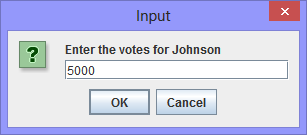 Input
Enter the votes for Johnson
5000
OK Cancel